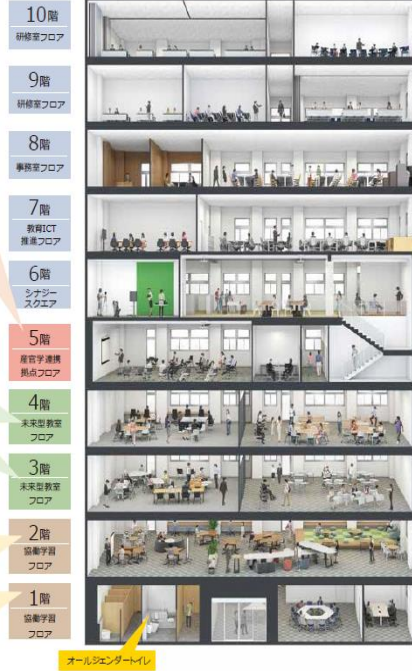 10階
研修室フロア
9階
研修室フロア
8階
事務室フロア
7階
教育ICT
推進フロア
6階
シナジー
スクエア
5階
産官学連携
拠点フロア
4階
未来型教室
フロア
3階
未来型教室
フロア
2階
協働学習
フロア
1階
協働学習
フロア
オールジェンダートイレ